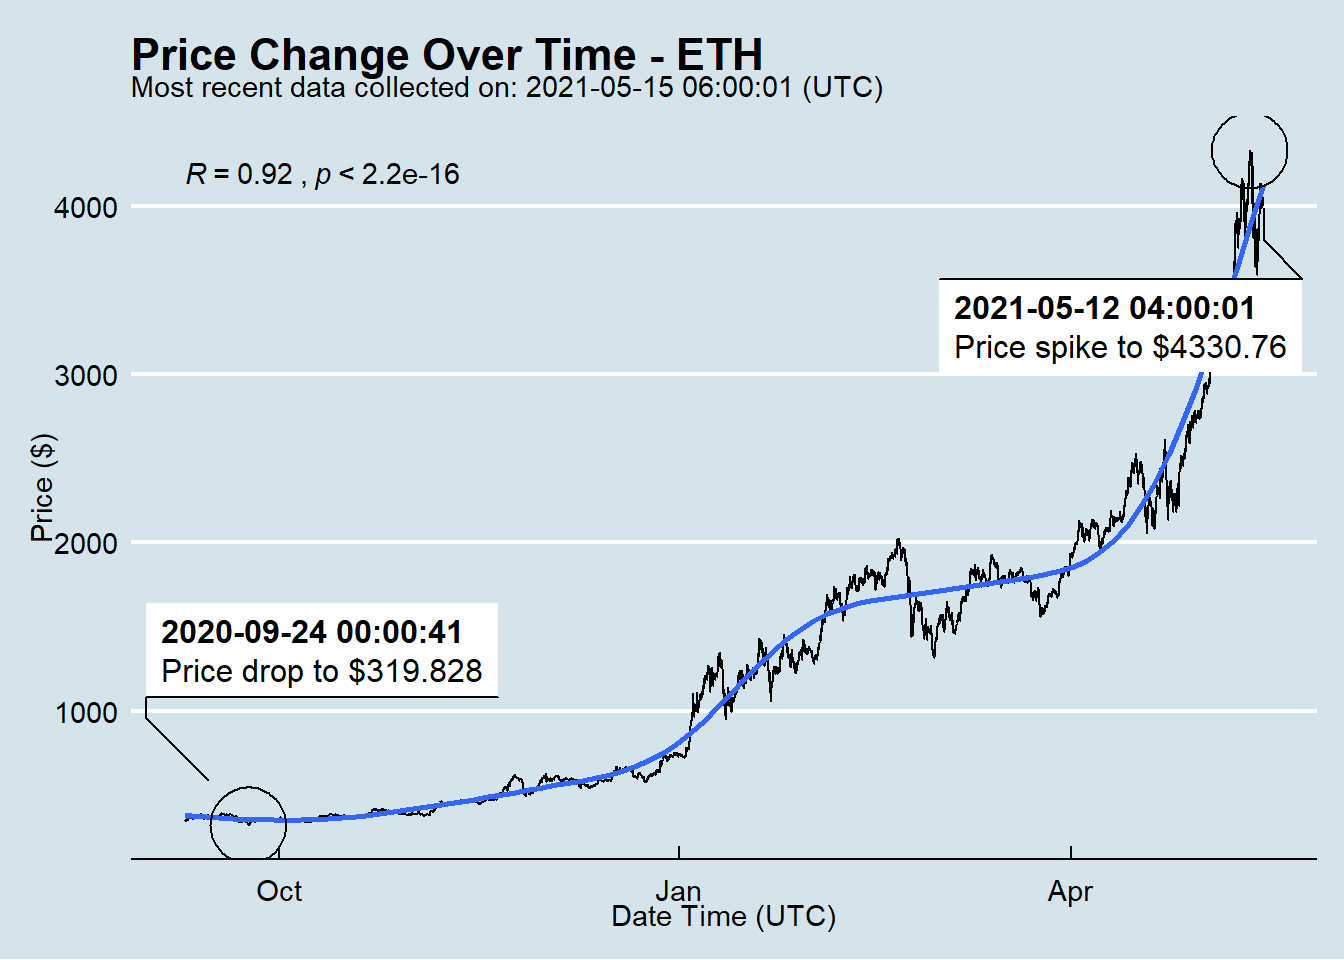 Price Change Over Time - ETH
Most recent data collected on: 2021-05-15 06:00:01 (UTC)
R = 0.92 , p < 2.2e-16
4000
3000
2000
1000
Price ($)
2021-05-12 04:00:01
Price spike to $4330.76
2020-09-24 00:00:41
Price drop to $319.828
Oct Jan Apr
Date Time (UTC)